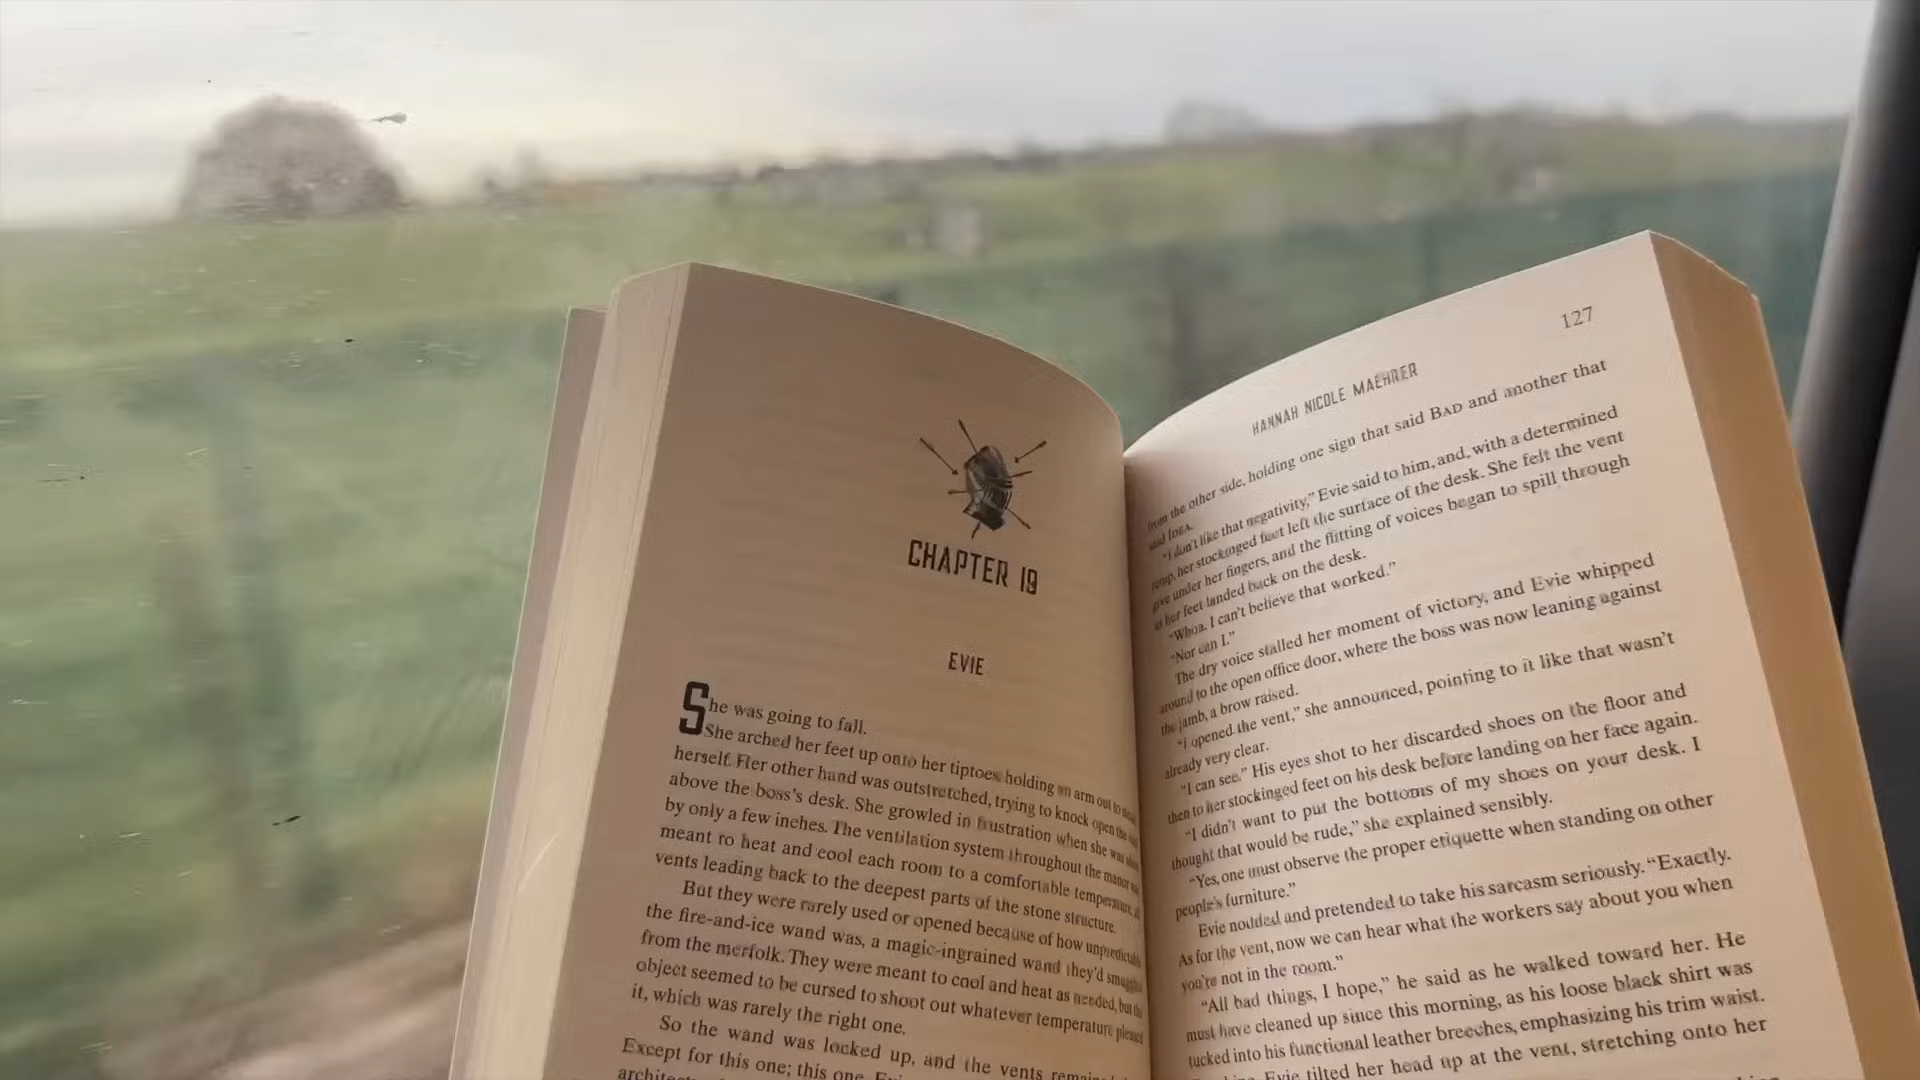 CHAPTER 19
EVIE
She was going to fall.
She arched her feet up onto her tiptoes, holding an arm out to
herself. Her other hand was outstretched, trying to knock open the
above the boss's desk. She growled in frustration when she was
by only a few inches. The ventilation system throughout the manor was
meant to heat and cool each room to a comfortable temperature,
vents leading back to the deepest parts of the stone structure.
But they were rarely used or opened because of how unpredictable
the fire-and-ice wand was, a magic-ingrained wand they'd smuggled
from the merfolk. They were meant to cool and heat as needed, but the
object seemed to be cursed to shoot out whatever temperature pleased
it, which was rarely the right one.
So the wand was locked up, and the vents
Except for this one; this one
127
HANNAH NICOLE MAEHRER
from the other side, holding one sign that said BAD and another that
said IDEA.
"I don't like that negativity," Evie said to him, and, with a determined
jump, her stockinged feet left the surface of the desk. She felt the vent
give under her fingers, and the flitting of voices began to spill through
as her feet landed back on the desk.
"Whoa. I can't believe that worked."
"Nor can I."
The dry voice stalled her moment of victory, and Evie whipped
around to the open office door, where the boss was now leaning against
the jamb, a brow raised.
"I opened the vent," she announced, pointing to it like that wasn't
already very clear.
"I can see." His eyes shot to her discarded shoes on the floor and
then to her stockinged feet on his desk before landing on her face again.
"I didn't want to put the bottoms of my shoes on your desk. I
thought that would be rude," she explained sensibly.
"Yes, one must observe the proper etiquette when standing on other
people's furniture."
Evie nodded and pretended to take his sarcasm seriously. "Exactly.
As for the vent, now we can hear what the workers say about you when
you're not in the room."
"All bad things, I hope," he said as he walked toward her. He
must have cleaned up since this morning, as his loose black shirt was
tucked into his functional leather breeches, emphasizing his trim waist.
Evie tilted her head up at the vent, stretching onto her